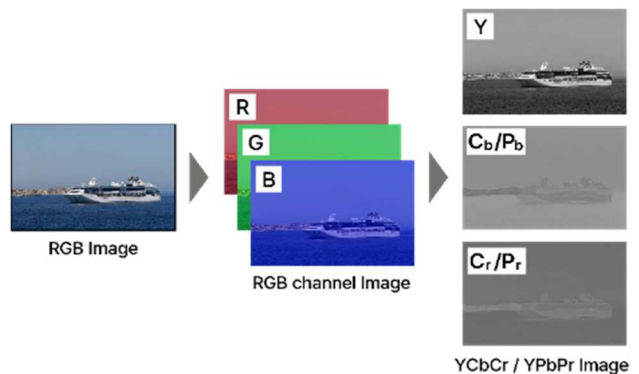 RGB Image
R
G
B
RGB channel Image
Y
Cb/Pb
Cr/Pr
YCbCr / YPbPr Image